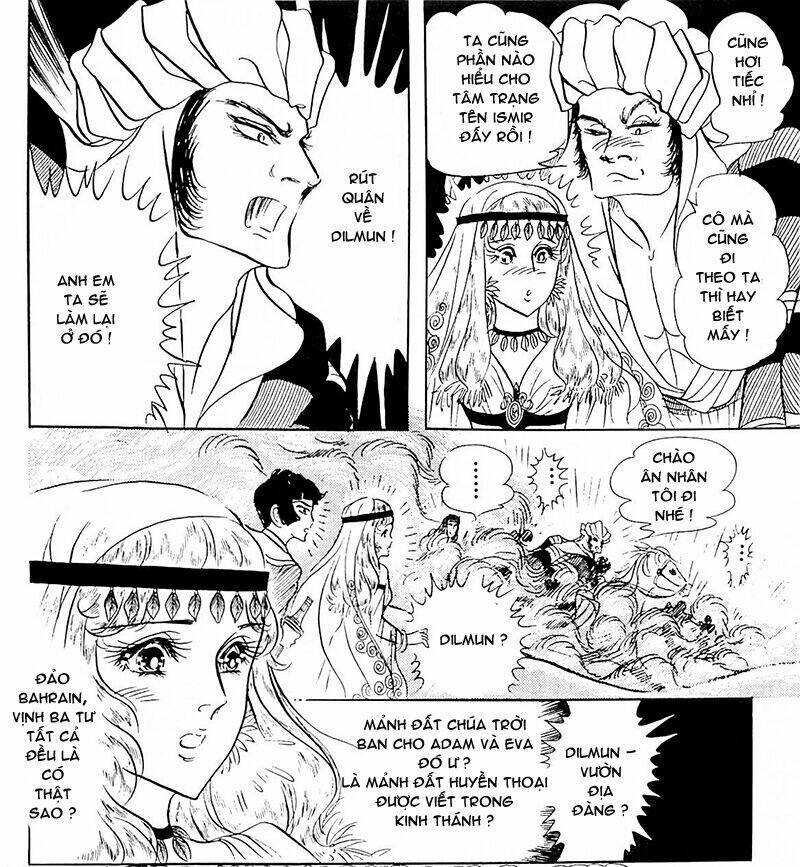 CŨNG
HƠI
TIẾC
NHỈ !
TA CŨNG
PHẦN NÀO
HIỂU CHO
TÂM TRẠNG
TÊN ISMIR
ĐẤY RỒI !
CÔ MÀ
CŨNG
ĐI
THEO TA
THÌ HAY
BIẾT
MẤY !
RÚT
QUÂN
VỀ
DILMUN !
ANH EM
TA SẼ
LÀM LẠI
Ở ĐÓ !
CHÀO
ÂN NHÂN
TÔI ĐI
NHÉ !
DILMUN ?
DILMUN -
VƯỜN
ĐỊA
ĐÀNG ?
MẢNH ĐẤT CHÚA TRỜI
BAN CHO ADAM VÀ EVA
ĐÓ Ư ?
LÀ MẢNH ĐẤT HUYỀN THOẠI
ĐƯỢC VIẾT TRONG
KINH THÁNH ?
ĐẢO
BAHRAIN,
VỊNH BA TƯ
TẤT CẢ
ĐỀU LÀ
CÓ
THẬT
SAO ?